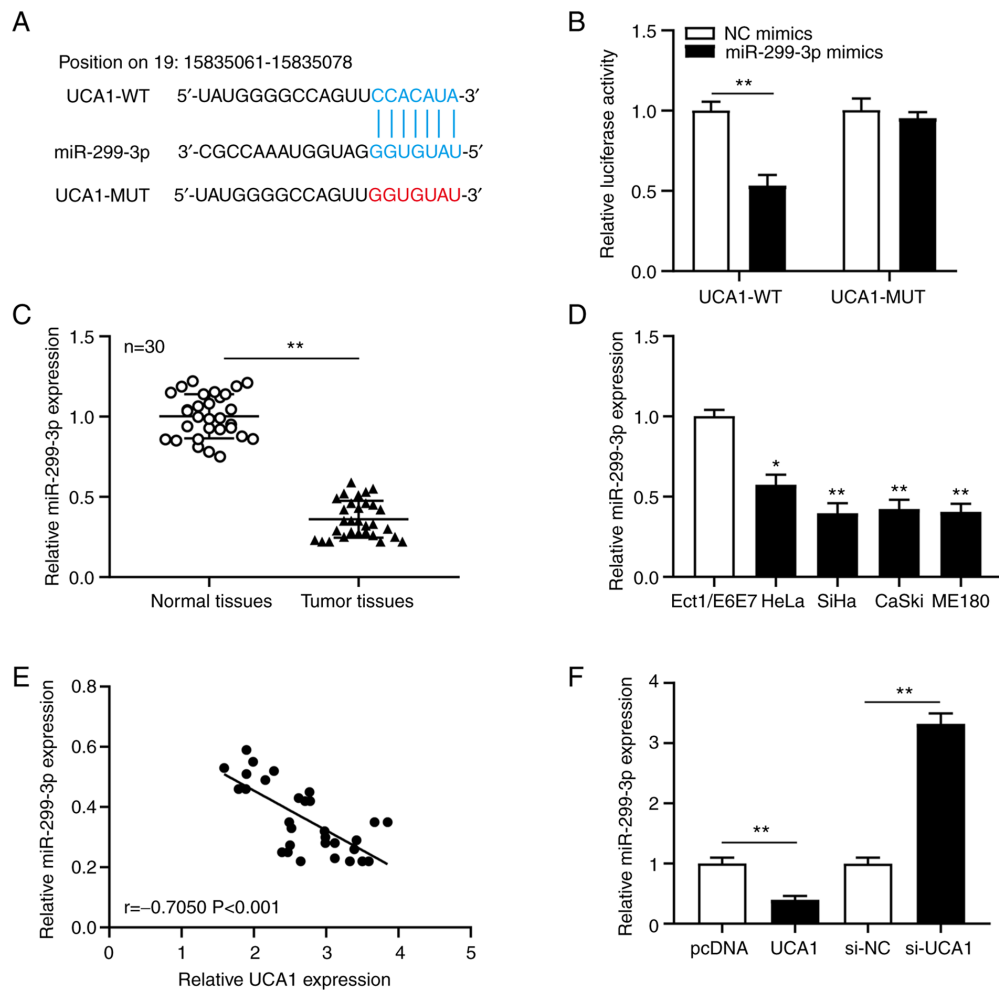 A
Position on 19: 15835061-15835078
UCA1-WT 5′-UAUGGGGCCAGUUCCACAUA-3′
miR-299-3p 3′-CGCCAAAUGGUAGGGUGUAU-5′
UCA1-MUT 5′-UAUGGGGCCAGUUGGUGUAU-3′
B
NC mimics
miR-299-3p mimics
**
Relative luciferase activity
1.5
1.0
0.5
0.0
UCA1-WT UCA1-MUT
C
n=30
**
Relative miR-299-3p expression
1.5
1.0
0.5
0.0
Normal tissues Tumor tissues
D
Relative miR-299-3p expression
1.5
1.0
0.5
0.0
* ** ** **
Ect1/E6E7 HeLa SiHa CaSki ME180
E
Relative miR-299-3p expression
0.8
0.6
0.4
0.2
0.0
r=−0.7050 P<0.001
0 1 2 3 4 5
Relative UCA1 expression
F
Relative miR-299-3p expression
4
3
2
1
0
** **
pcDNA UCA1 si-NC si-UCA1